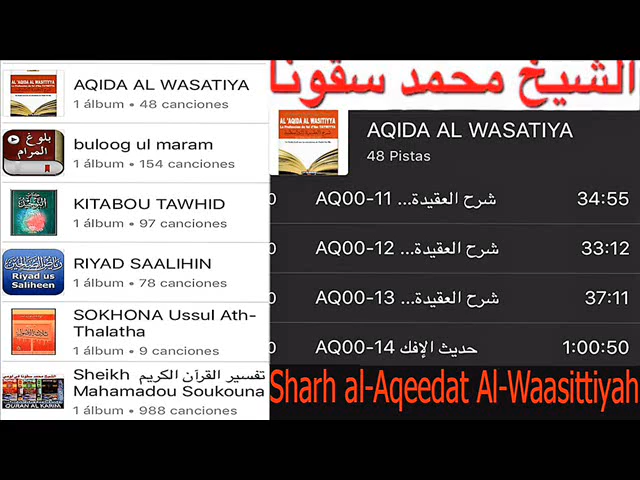 AQIDA AL WASATIYA
1 álbum • 48 canciones
بلوغ المرام
buloog ul maram
1 álbum • 154 canciones
التوحيد
KITABOU TAWHID
1 álbum • 97 canciones
رياض الصالحين
Riyad us
Saliheen
RIYAD SAALIHIN
1 álbum • 78 canciones
SOKHONA Ussul Ath-
Thalatha
1 álbum • 9 canciones
QURAN AL KARIM
Sheikh تفسير القرآن الكريم
Mahamadou Soukouna
1 álbum • 988 canciones
الشيخ محمد سقونا
AQIDA AL WASATIYA
48 Pistas
AQ00-11 شرح العقيدة... 34:55
AQ00-12 شرح العقيدة... 33:12
AQ00-13 شرح العقيدة... 37:11
AQ00-14 حديث الإفك 1:00:50
Sharh al-Aqeedat Al-Waasittiyah